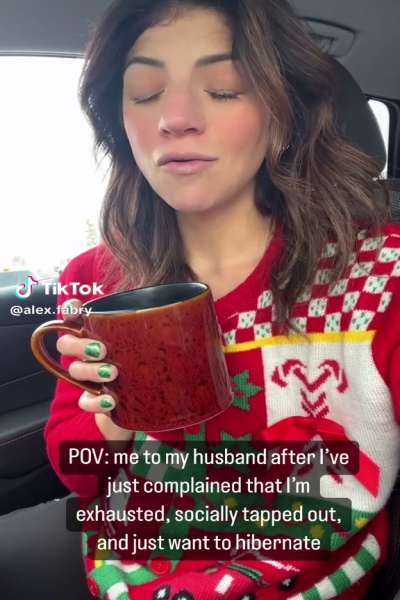 TikTok
@alex.fabry
POV: me to my husband after I've
just complained that I'm
exhausted, socially tapped out,
and just want to hibernate